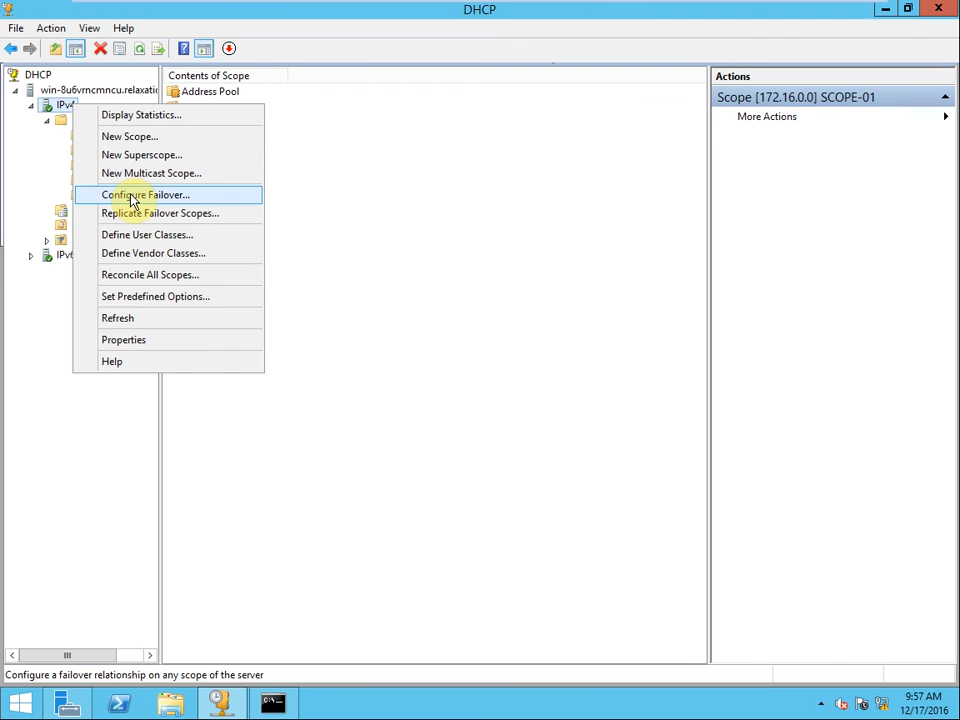 DHCP
File Action View Help
DHCP
win-8u6vrncmncu.relaxatic
IPv4
IPv6
Display Statistics...
New Scope...
New Superscope...
New Multicast Scope...
Configure Failover...
Replicate Failover Scopes...
Define User Classes...
Define Vendor Classes...
Reconcile All Scopes...
Set Predefined Options...
Refresh
Properties
Help
Contents of Scope
Address Pool
Actions
Scope [172.16.0.0] SCOPE-01
More Actions
Configure a failover relationship on any scope of the server
9:57 AM
12/17/2016